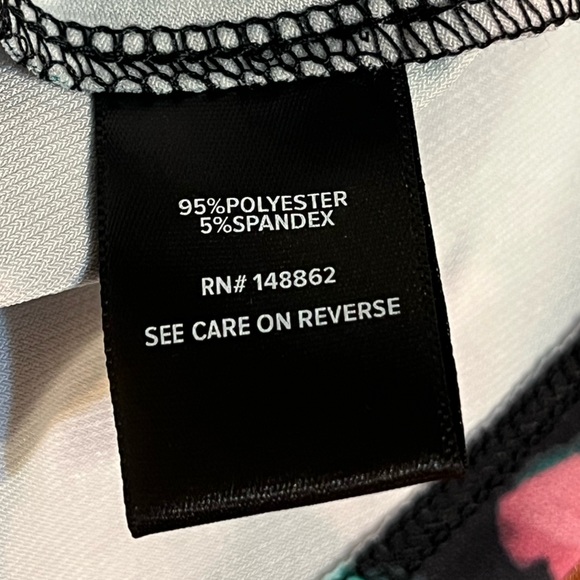 95%POLYESTER
5%SPANDEX
RN# 148862
SEE CARE ON REVERSE